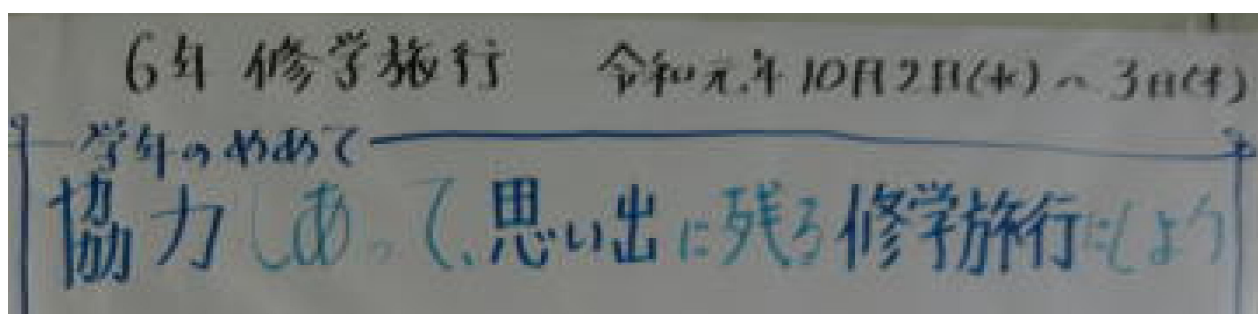 6年 修学旅行 令和元年10月2日(水)～3日(木)
学年のめあて
協力しあって、思い出に残る修学旅行にしよう